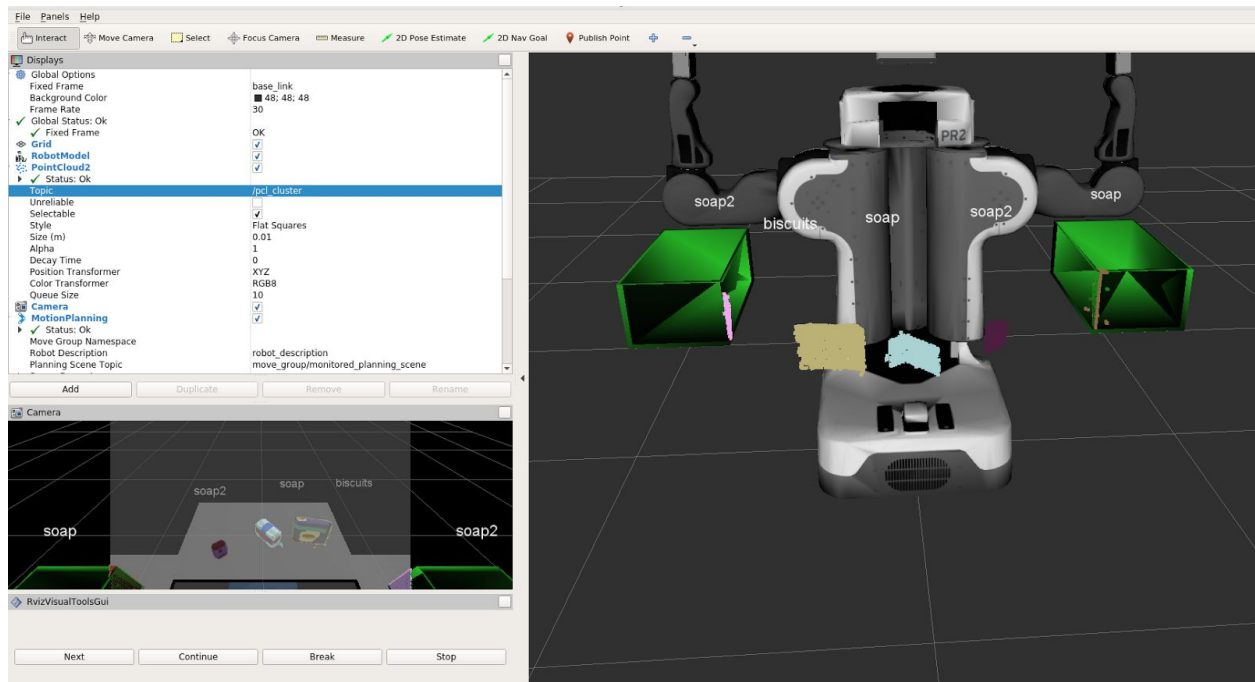 File Panels Help
Interact Move Camera Select Focus Camera Measure 2D Pose Estimate 2D Nav Goal Publish Point
Displays
Global Options
Fixed Frame base_link
Background Color 48; 48; 48
Frame Rate 30
Global Status: Ok
Fixed Frame OK
Grid
RobotModel
PointCloud2
Status: Ok
Topic /pcl_cluster
Unreliable
Selectable
Style Flat Squares
Size (m) 0.01
Alpha 1
Decay Time 0
Position Transformer XYZ
Color Transformer RGB8
Queue Size 10
Camera
MotionPlanning
Status: Ok
Move Group Namespace
Robot Description robot_description
Planning Scene Topic move_group/monitored_planning_scene
Add Duplicate Remove Rename
Camera
soap2 soap biscuits
soap soap2
RvizVisualToolsGui
Next Continue Break Stop
PR2
soap2 biscuits soap soap2 soap